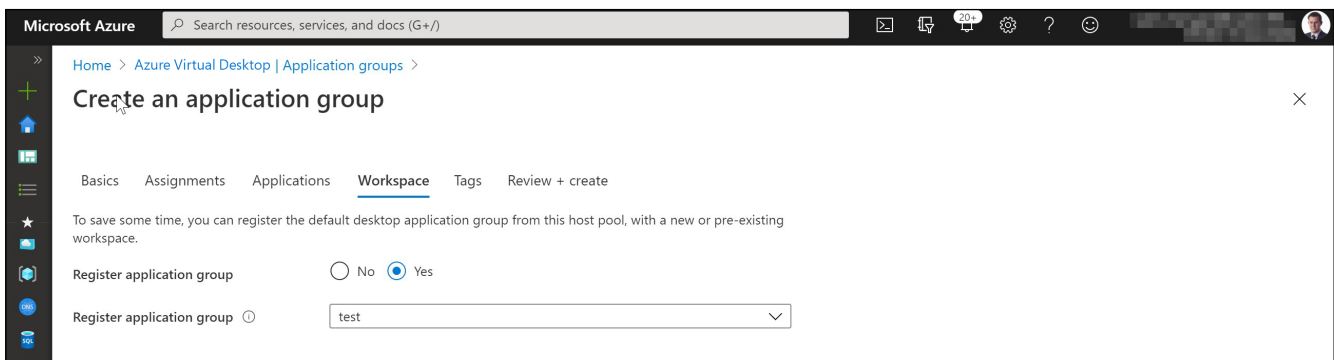 Microsoft Azure
Search resources, services, and docs (G+/)
20+
»
Home > Azure Virtual Desktop | Application groups >
Create an application group
Basics Assignments Applications Workspace Tags Review + create
To save some time, you can register the default desktop application group from this host pool, with a new or pre-existing
workspace.
Register application group No Yes
Register application group test
SQL